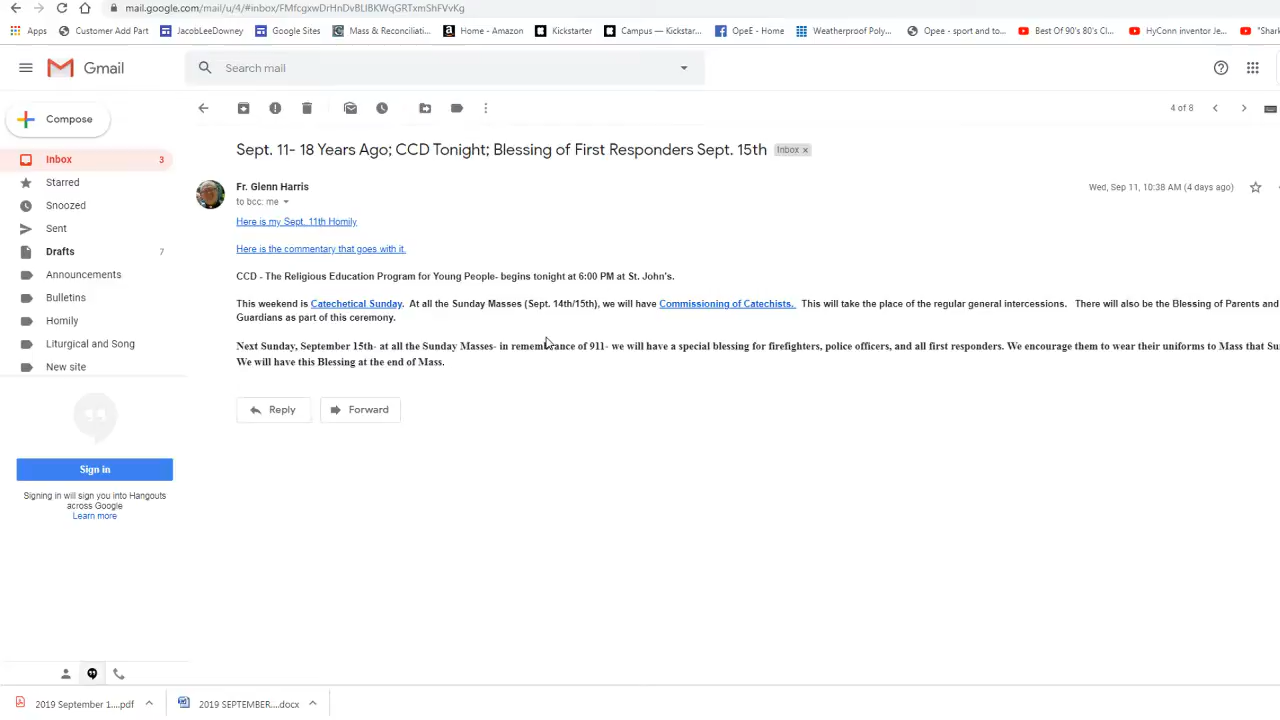 mail.google.com/mail/u/4/#inbox/FMfcgxwDrHnDvBLlBKWqGRTxmShFVvKg
Apps Customer Add Part JacobLeeDowney Google Sites Mass & Reconciliati... Home - Amazon Kickstarter Campus — Kickstar... OpeE - Home Weatherproof Poly... Opee - sport and to... Best Of 90's 80's Cl... HyConn inventor Je... "Shark
Gmail Search mail
Compose 4 of 8
Sept. 11- 18 Years Ago; CCD Tonight; Blessing of First Responders Sept. 15th Inbox x
Inbox 3
Starred
Snoozed
Sent
Drafts 7
Announcements
Bulletins
Homily
Liturgical and Song
New site
Fr. Glenn Harris Wed, Sep 11, 10:38 AM (4 days ago)
to bcc: me
Here is my Sept. 11th Homily
Here is the commentary that goes with it.
CCD - The Religious Education Program for Young People- begins tonight at 6:00 PM at St. John's.
This weekend is Catechetical Sunday. At all the Sunday Masses (Sept. 14th/15th), we will have Commissioning of Catechists. This will take the place of the regular general intercessions. There will also be the Blessing of Parents and
Guardians as part of this ceremony.
Next Sunday, September 15th- at all the Sunday Masses- in remembrance of 911- we will have a special blessing for firefighters, police officers, and all first responders. We encourage them to wear their uniforms to Mass that Su
We will have this Blessing at the end of Mass.
Reply Forward
Sign in
Signing in will sign you into Hangouts
across Google
Learn more
2019 September 1....pdf 2019 SEPTEMBER....docx